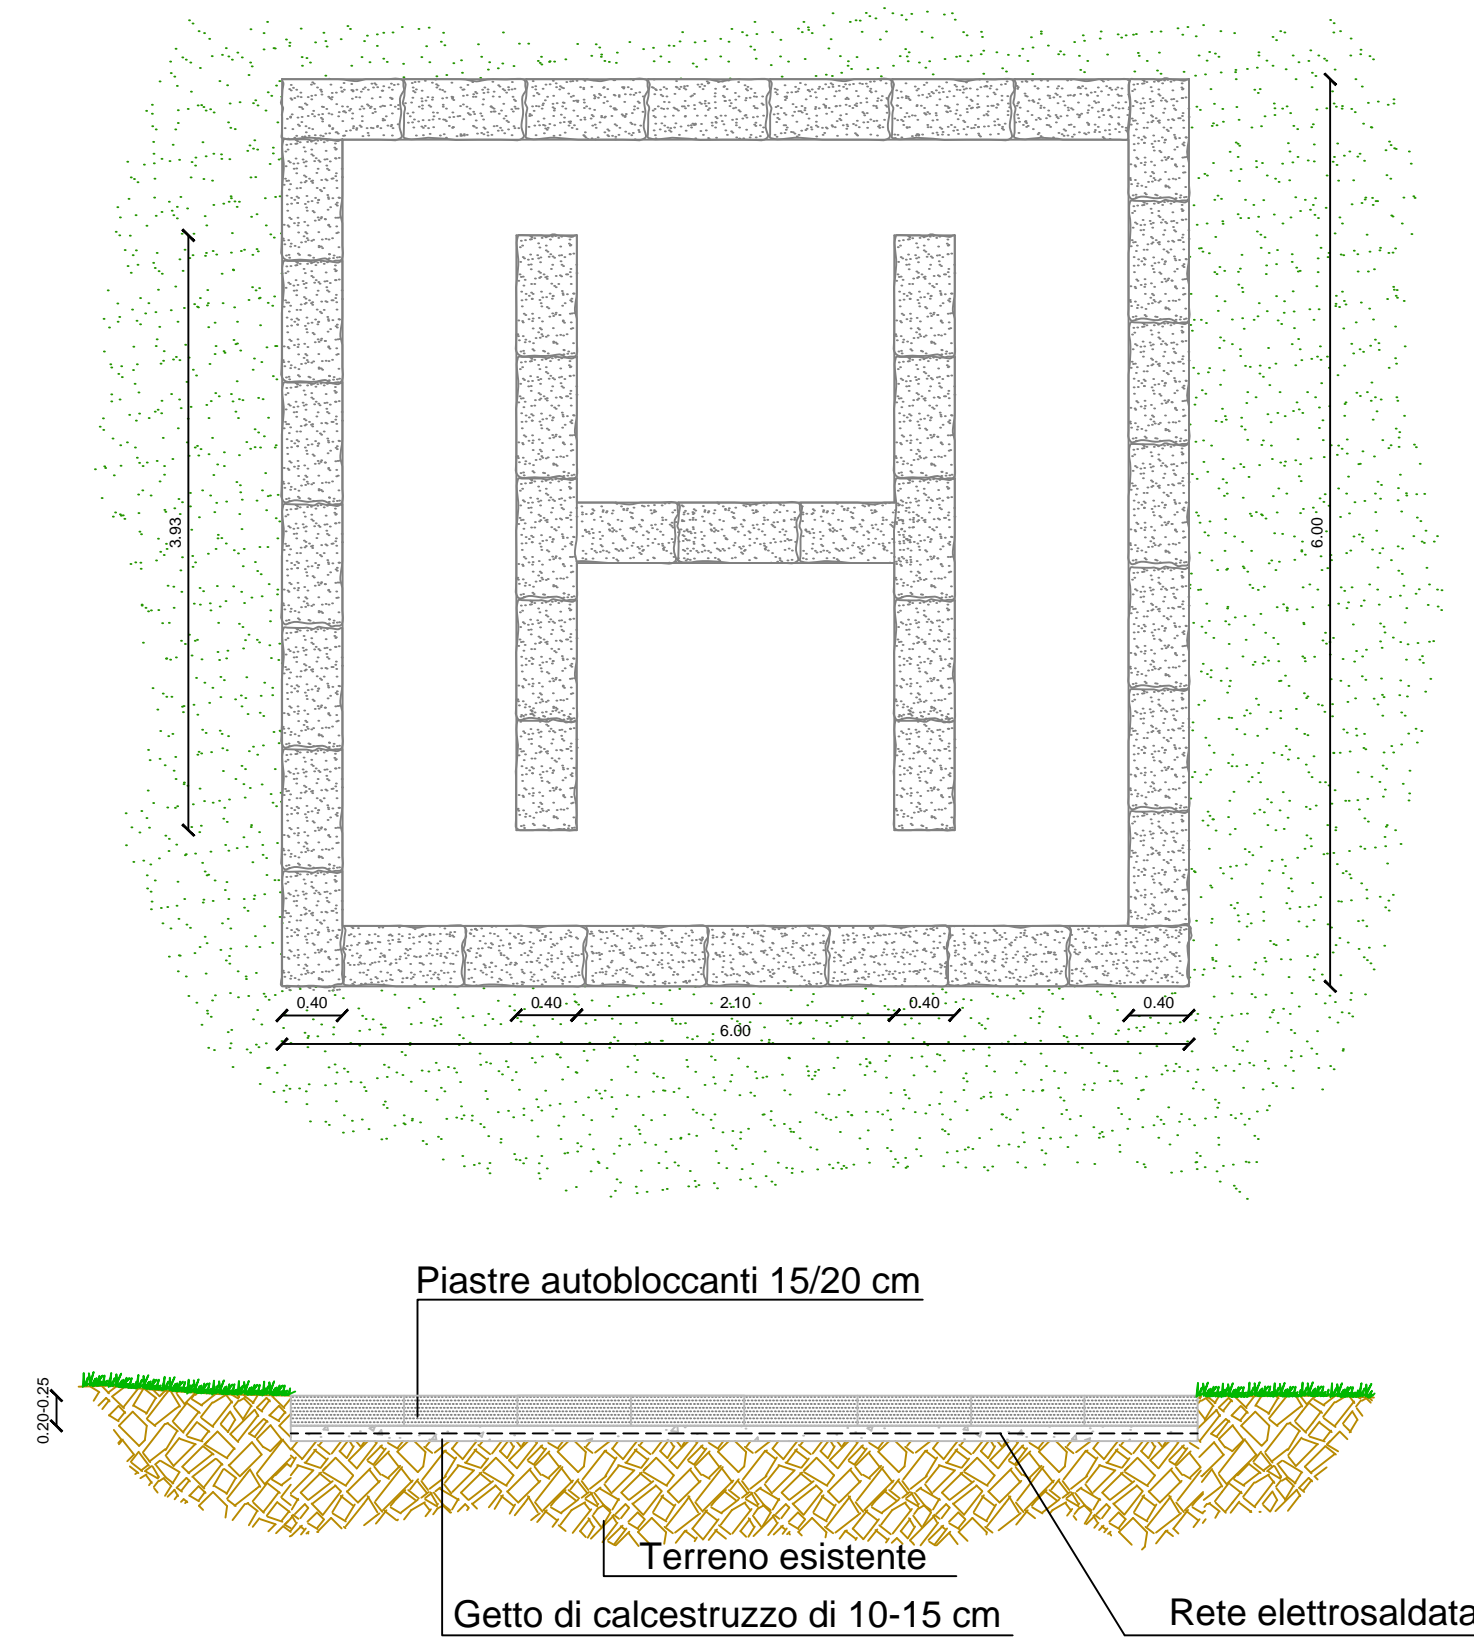 3.93
6.00
0.40
0.40
2.10
0.40
0.40
6.00
Piastre autobloccanti 15/20 cm
0.20-0.25
Terreno esistente
Getto di calcestruzzo di 10-15 cm
Rete elettrosaldata